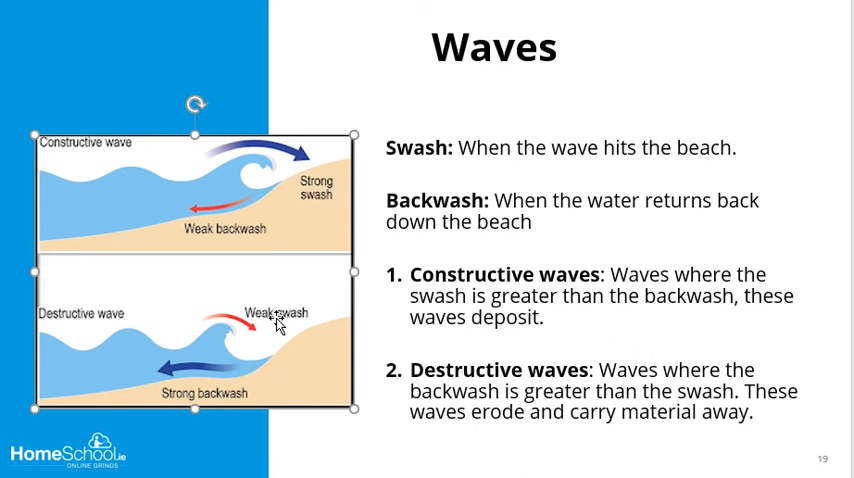 Waves
Constructive wave
Strong
swash
Weak backwash
Destructive wave
Weak swash
Strong backwash
Swash: When the wave hits the beach.
Backwash: When the water returns back
down the beach
1. Constructive waves: Waves where the
swash is greater than the backwash, these
waves deposit.
2. Destructive waves: Waves where the
backwash is greater than the swash. These
waves erode and carry material away.
HomeSchool.ie
ONLINE GRINDS
19